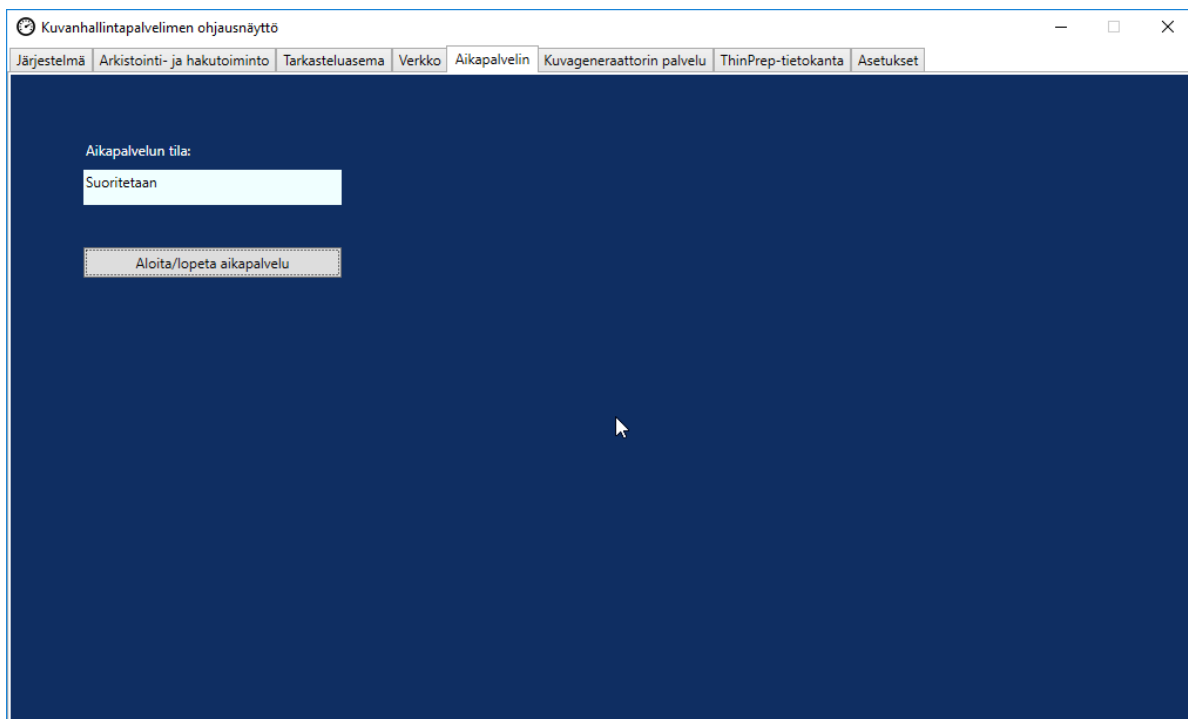 Kuvanhallintapalvelimen ohjausnäyttö
Järjestelmä Arkistointi- ja hakutoiminto Tarkasteluasema Verkko Aikapalvelin Kuvageneraattorin palvelu ThinPrep-tietokanta Asetukset
Aikapalvelun tila:
Suoritetaan
Aloita/lopeta aikapalvelu